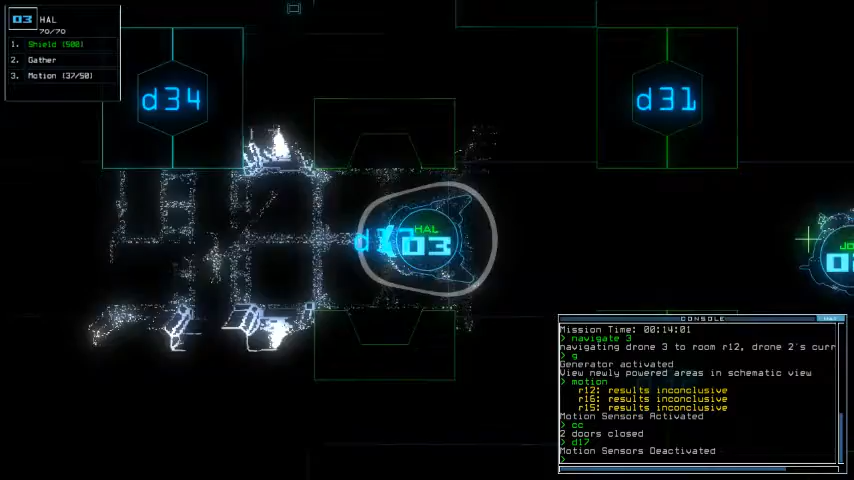 03 HAL
70/70
1. Shield (500)
2. Gather
3. Motion (37/50)
d34
d31
HAL
03
CONSOLE
Mission Time: 00:14:01
> navigate 3
navigating drone 3 to room r12, drone 2's curr
> g
Generator activated
View newly powered areas in schematic view
> motion
r12: results inconclusive
r16: results inconclusive
r15: results inconclusive
Motion Sensors Activated
> cc
2 doors closed
> d17
Motion Sensors Deactivated
>